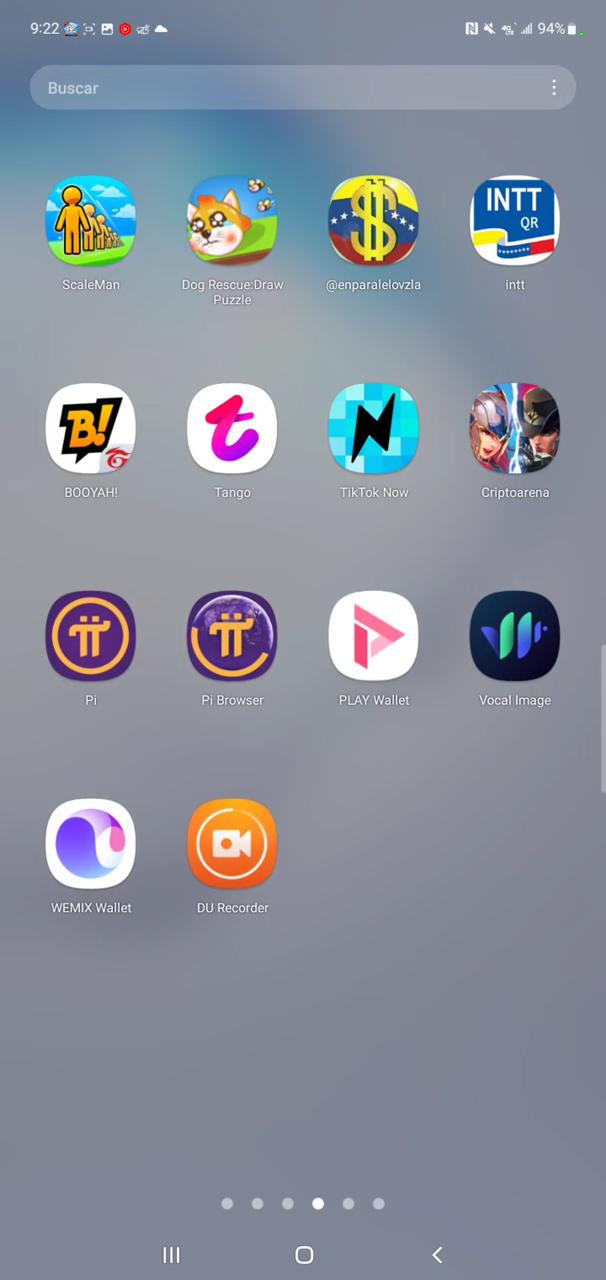 9:22
94%
Buscar
INTT
QR
ScaleMan
Dog Rescue:Draw
Puzzle
@enparalelovzla
intt
B!
BOOYAH!
Tango
TikTok Now
Criptoarena
Pi
Pi Browser
PLAY Wallet
Vocal Image
WEMIX Wallet
DU Recorder